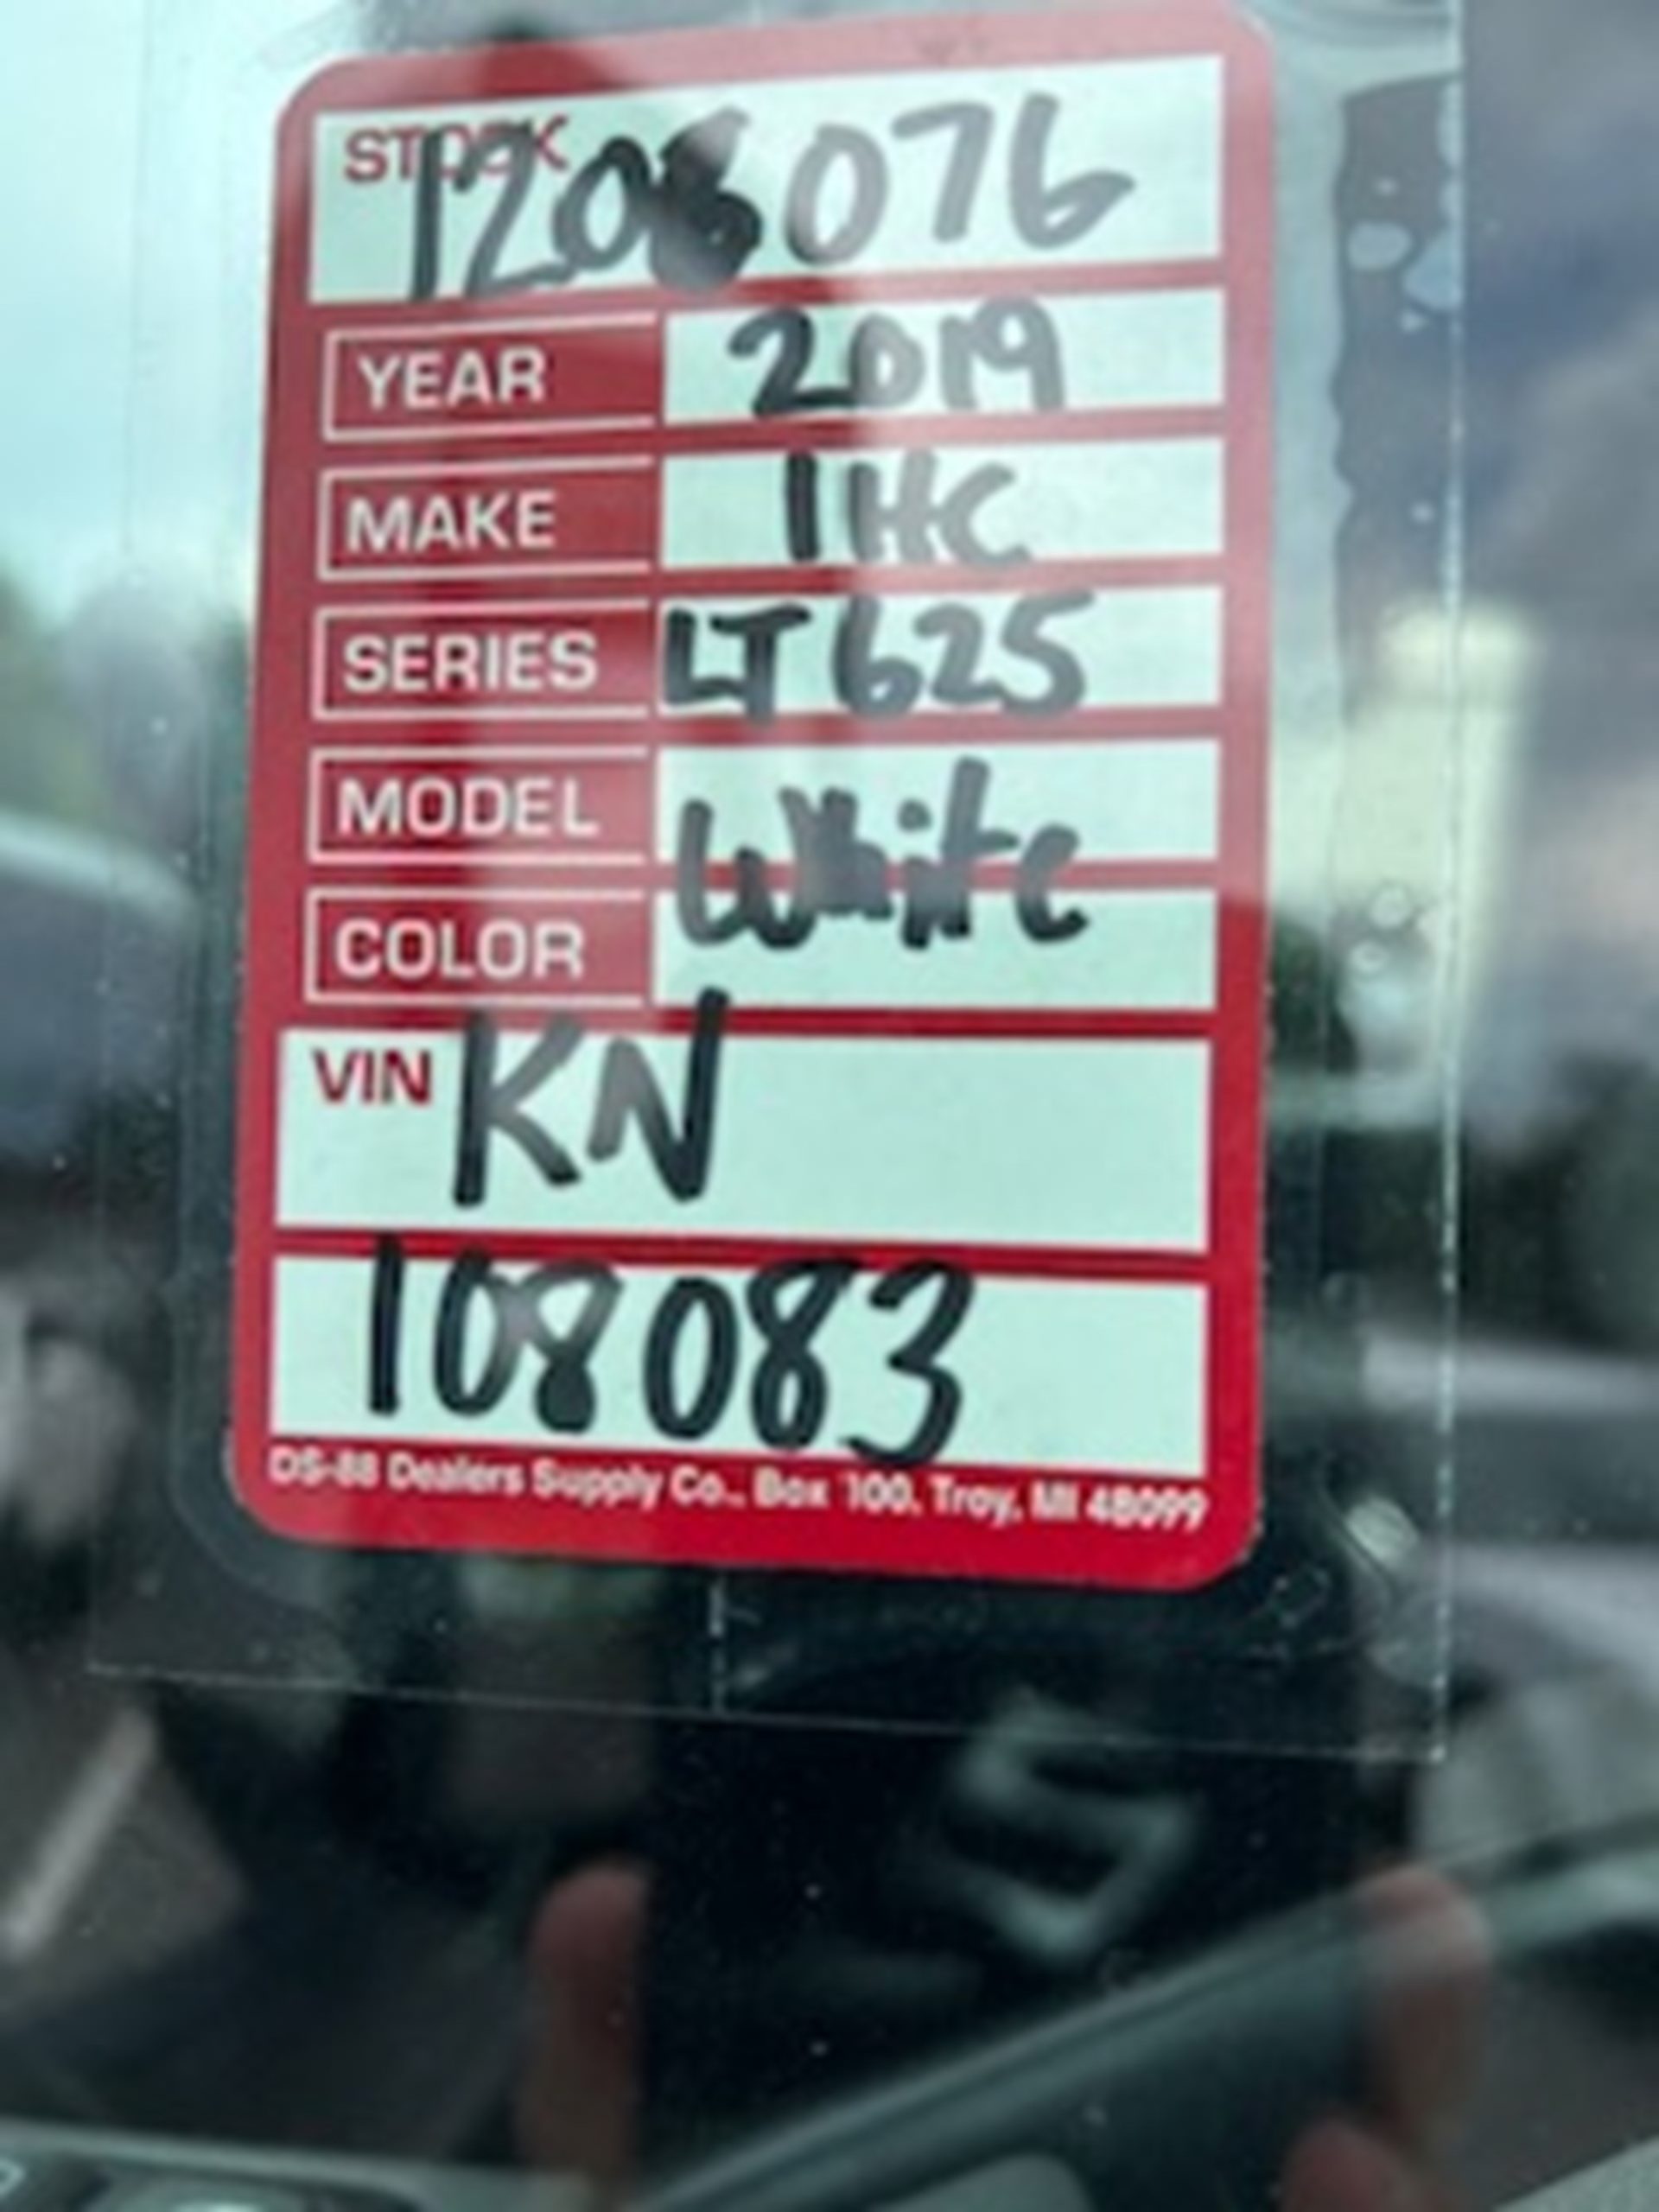 STOCK
1206076
YEAR 2019
MAKE IHC
SERIES LT625
MODEL White
COLOR
VIN KN
108083
DS-88 Dealers Supply Co., Box 100, Troy, MI 48099